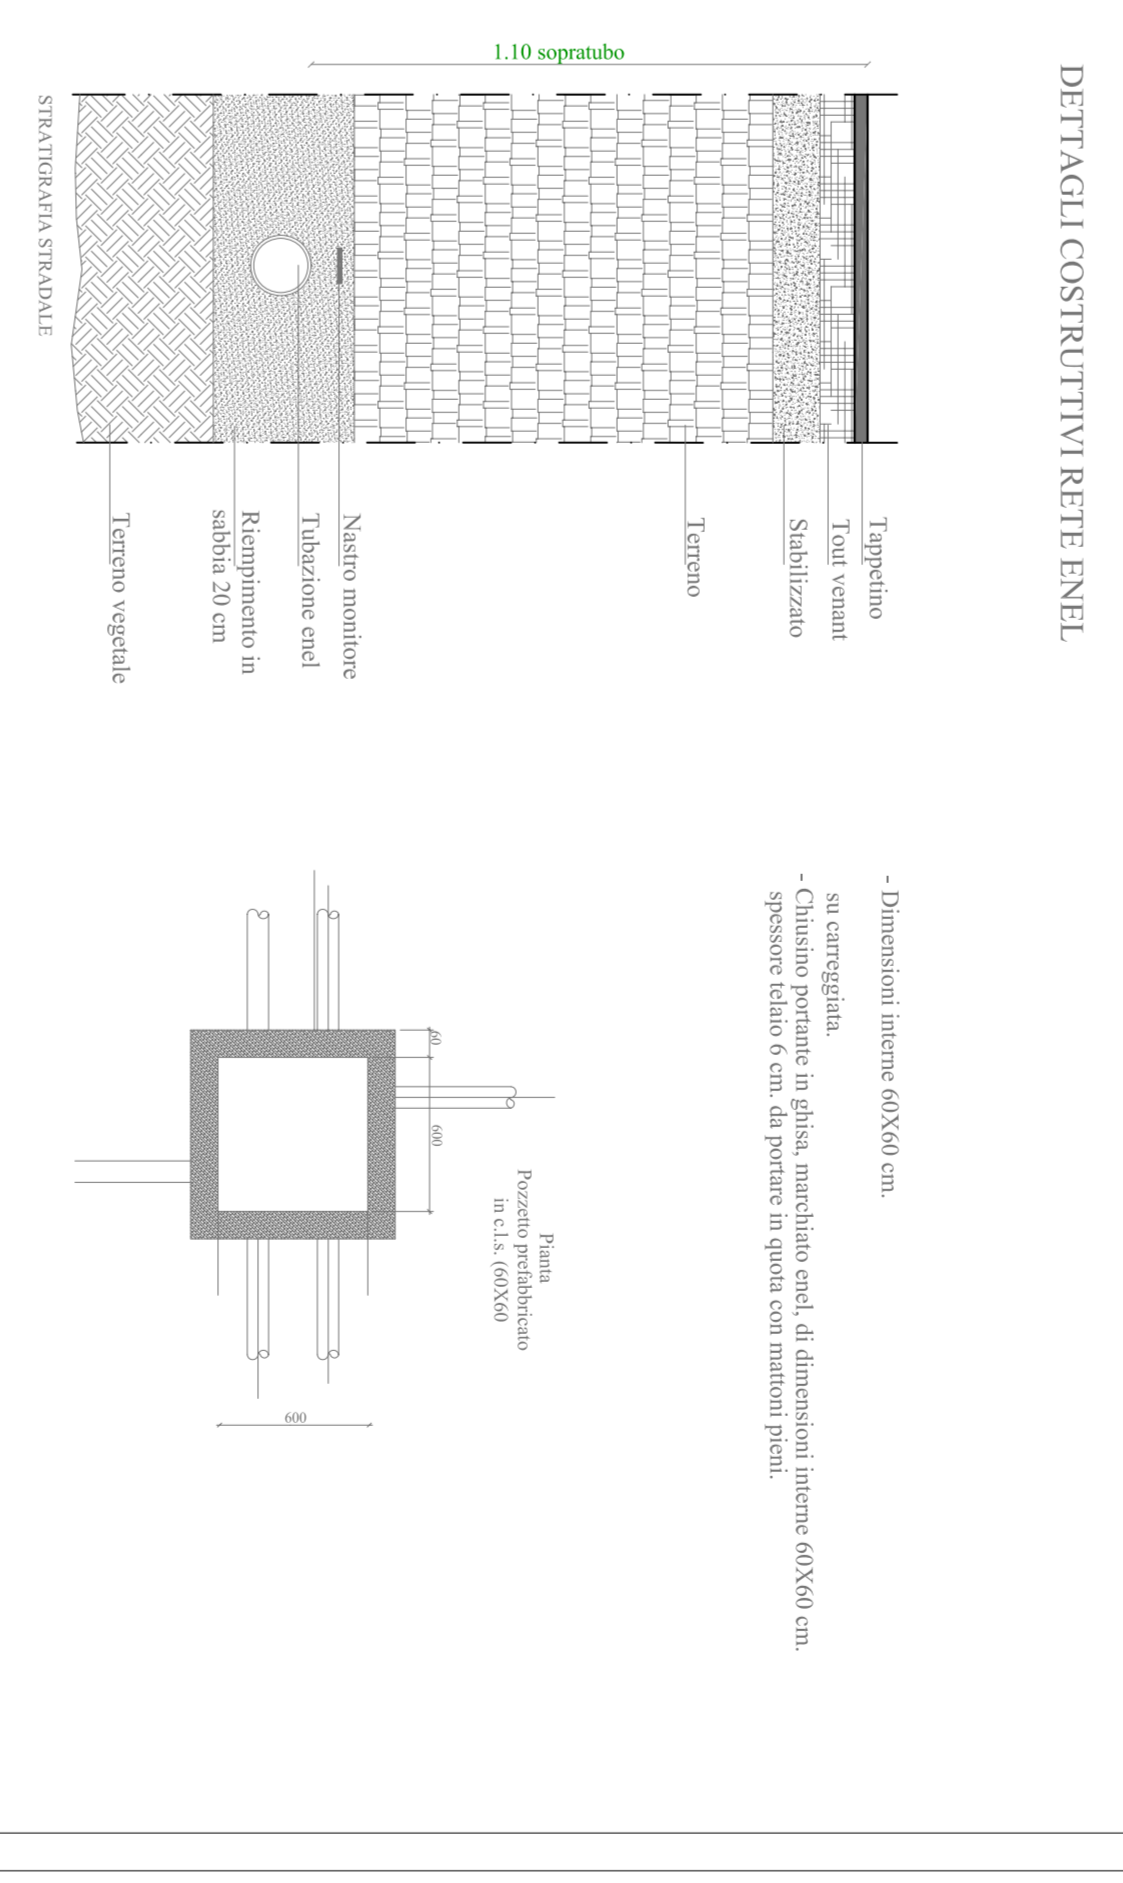 DETTAGLI COSTRUTTIVI RETE ENEL
1.10 sopratubo
Tappetino
Tout venant
Stabilizzato
Terreno
Nastro monitore
Tubazione enel
Riempimento in
sabbia 20 cm
Terreno vegetale
STRATIGRAFIA STRADALE
- Dimensioni interne 60X60 cm.
su carreggiata.
- Chiusino portante in ghisa, marchiato enel, di dimensioni interne 60X60 cm.
spessore telaio 6 cm. da portare in quota con mattoni pieni.
Pianta
Pozzetto prefabbricato
in c.l.s. (60X60
60
600
600